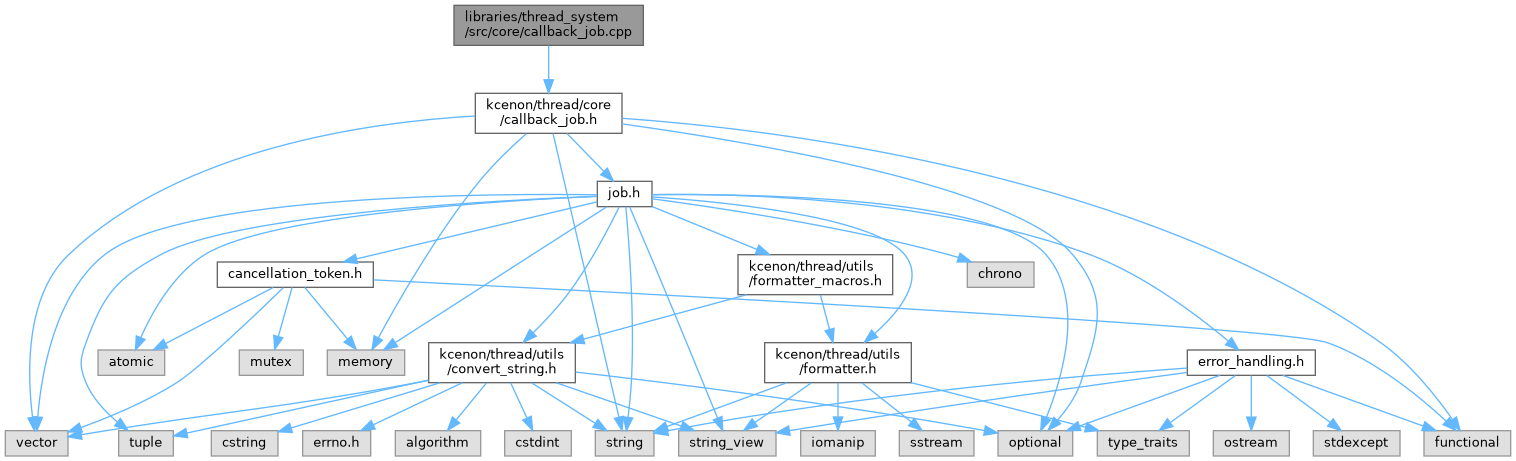 libraries/thread_system
/src/core/callback_job.cpp
kcenon/thread/core
/callback_job.h
job.h
cancellation_token.h
kcenon/thread/utils
/formatter_macros.h
chrono
atomic
mutex
memory
kcenon/thread/utils
/convert_string.h
kcenon/thread/utils
/formatter.h
error_handling.h
vector
tuple
cstring
errno.h
algorithm
cstdint
string
string_view
iomanip
sstream
optional
type_traits
ostream
stdexcept
functional